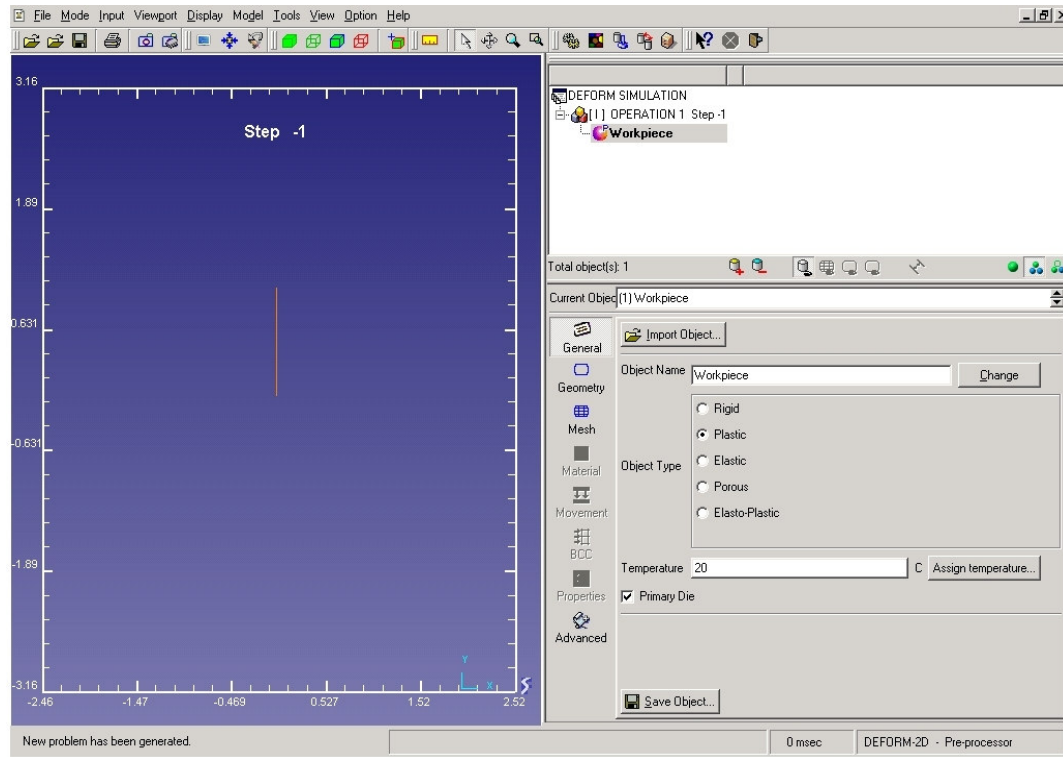 File Mode Input Viewport Display Model Tools View Option Help
Step -1
3.16
1.89
0.631
-0.631
-1.89
-3.16
-2.46 -1.47 -0.469 0.527 1.52 2.52
Y
X
DEFORM SIMULATION
[1] OPERATION 1 Step -1
Workpiece
Total object(s): 1
Current Objec (1) Workpiece
General
Geometry
Mesh
Material
Movement
BCC
Properties
Advanced
Import Object...
Object Name Workpiece Change
Object Type
Rigid
Plastic
Elastic
Porous
Elasto-Plastic
Temperature 20 C Assign temperature...
Primary Die
Save Object...
New problem has been generated. 0 msec DEFORM-2D - Pre-processor